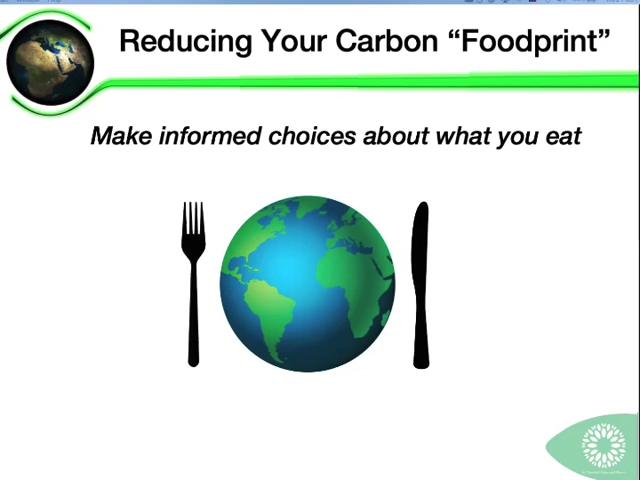 Reducing Your Carbon “Foodprint”
Make informed choices about what you eat